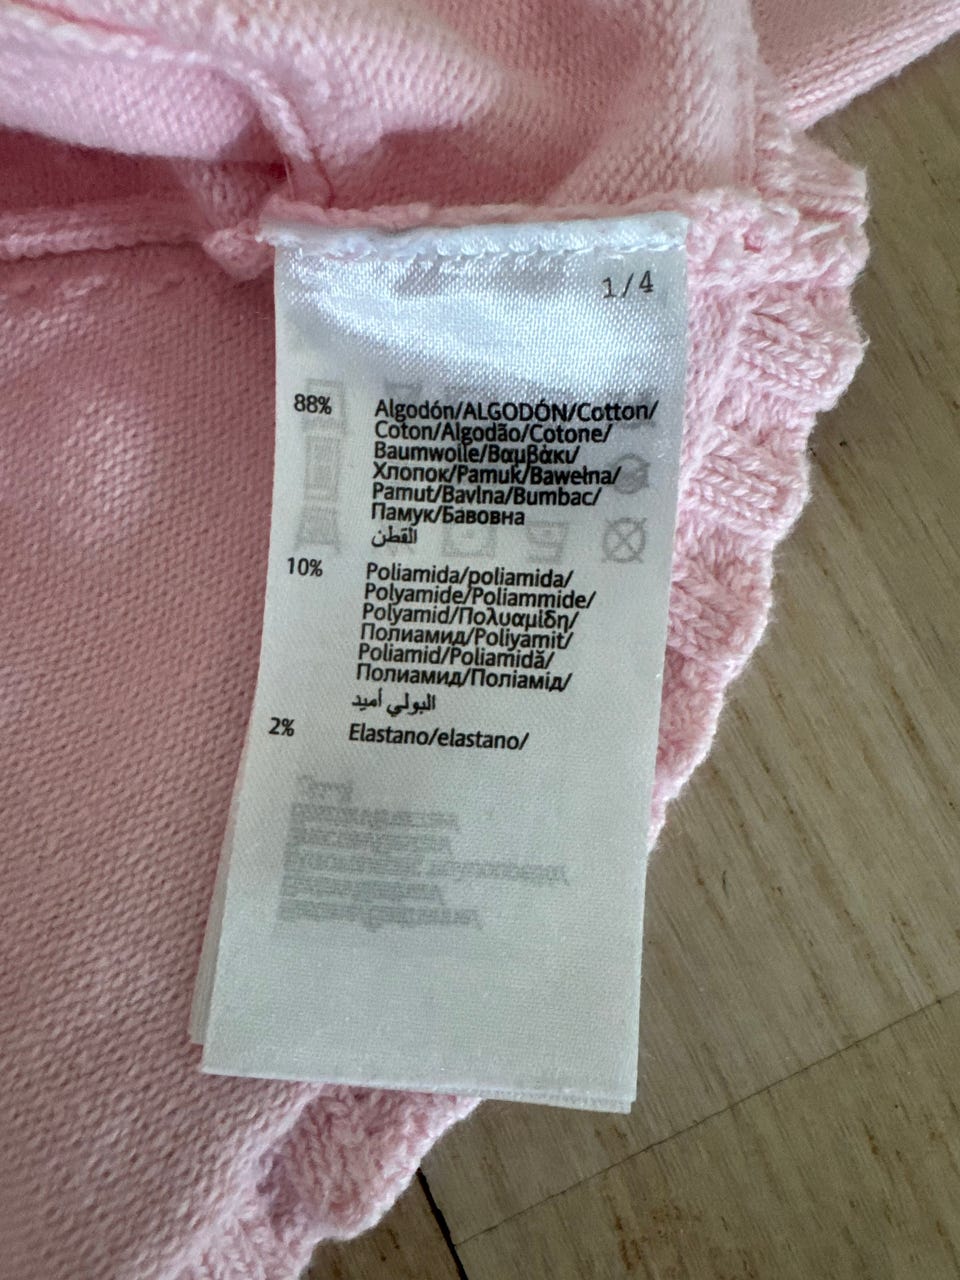 1/4
88% Algodón/ALGODÓN/Cotton/
Coton/Algodão/Cotone/
Baumwolle/Βαμβάκι/
Хлопок/Pamuk/Bawełna/
Pamut/Bavlna/Bumbac/
Памук/Бавовна
القطن
10% Poliamida/poliamida/
Polyamide/Poliammide/
Polyamid/Πολυαμίδη/
Полиамид/Poliyamit/
Poliamid/Poliamidă/
Полиамид/Поліамід/
البولي أميد
2% Elastano/elastano/